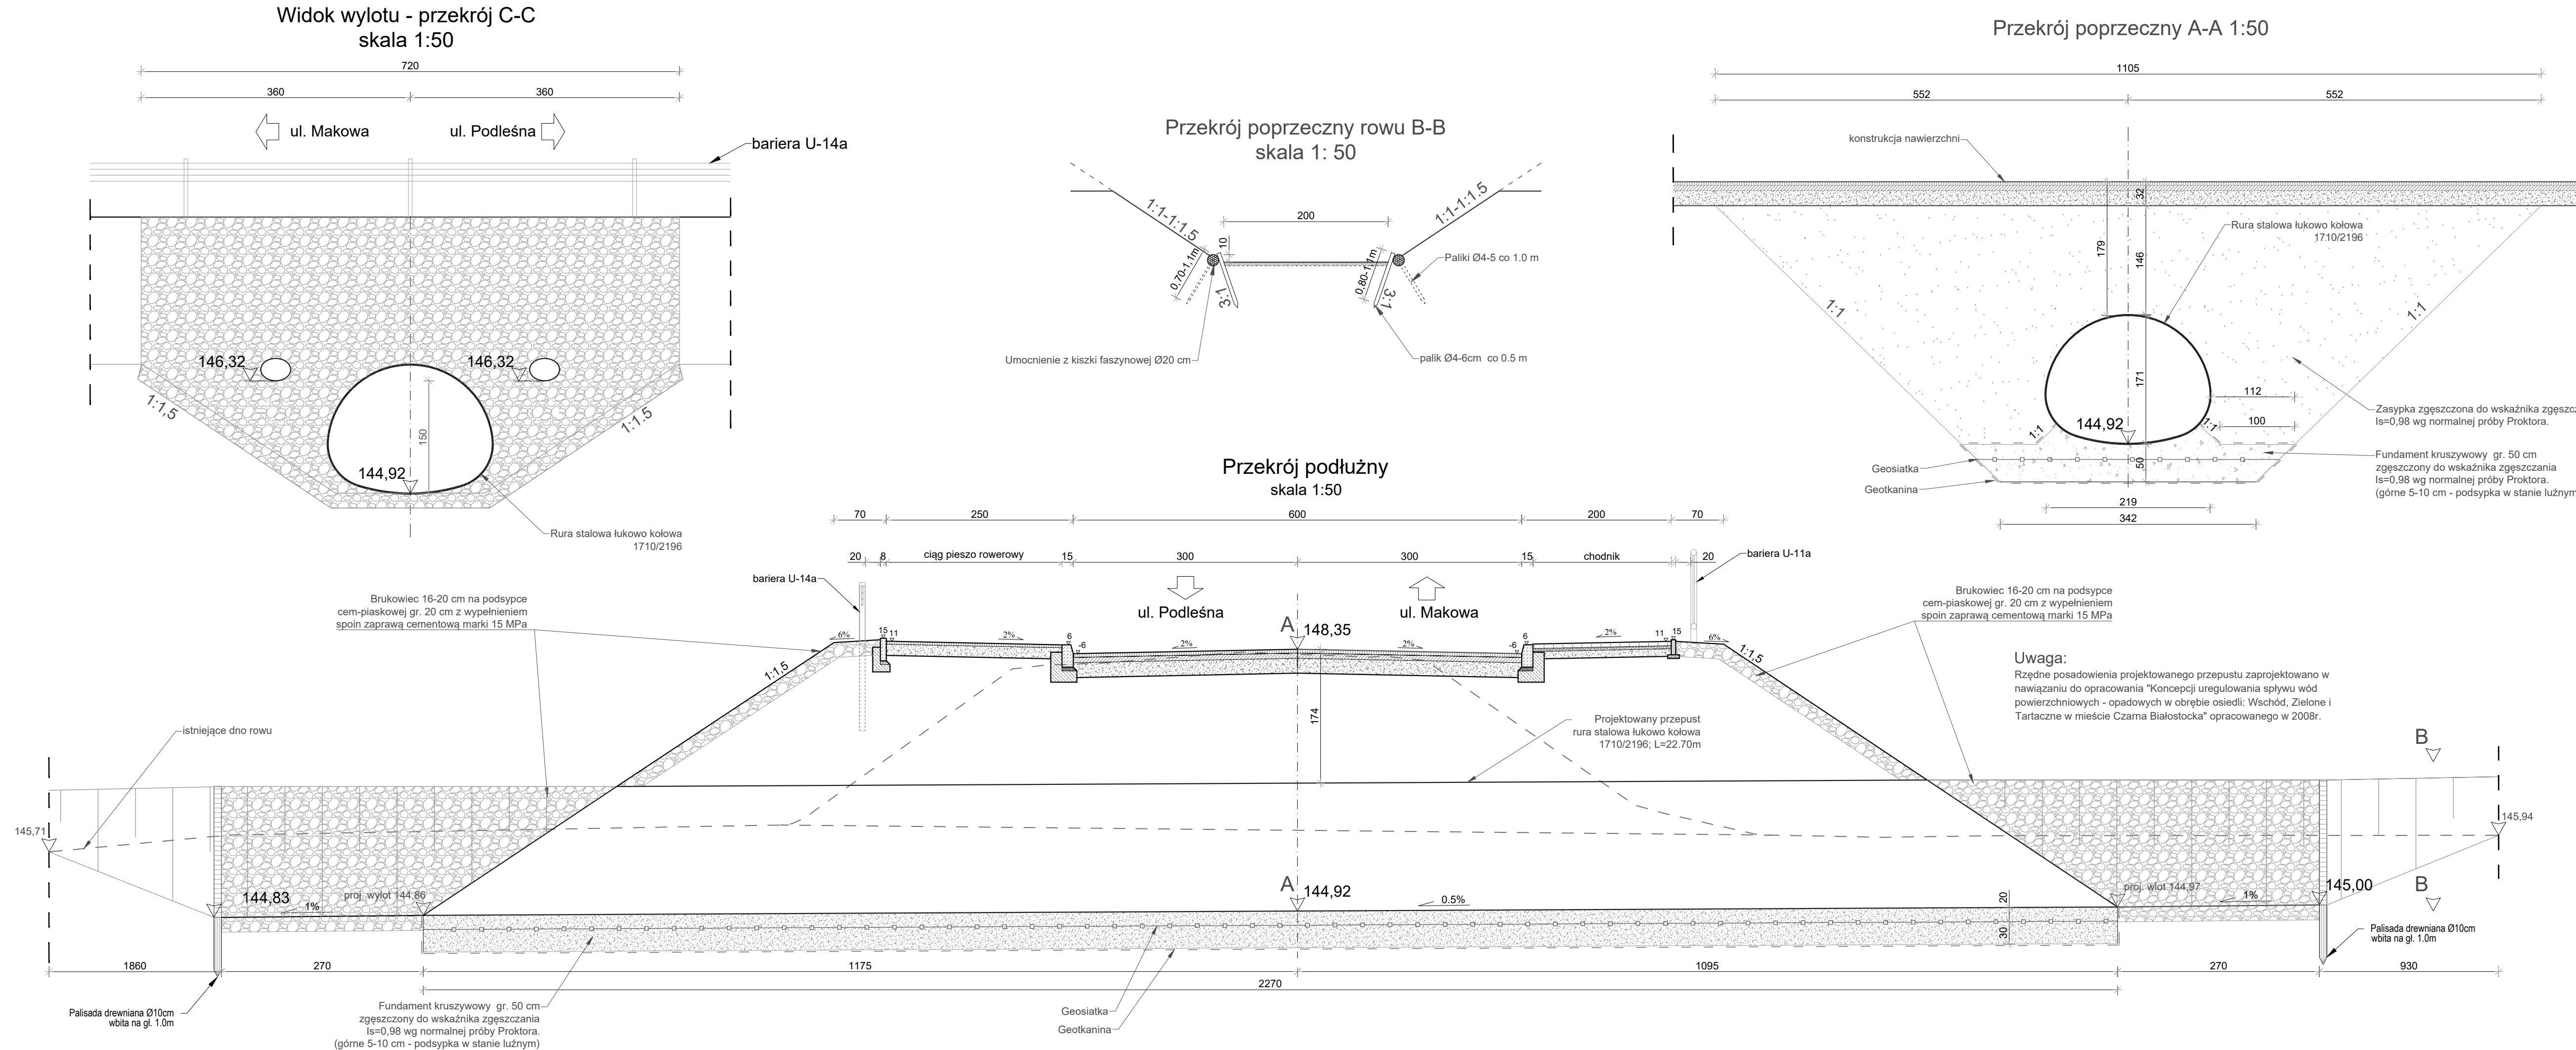 Widok wylotu - przekrój C-C
skala 1:50
720
360
360
ul. Makowa
ul. Podleśna
bariera U-14a
146,32
146,32
1:1,5
1:1.5
150
144,92
Rura stalowa łukowo kołowa
1710/2196
Przekrój poprzeczny rowu B-B
skala 1: 50
1:1-1:1.5
1:1-1:1.5
200
10
0,70-1.1m
0,80-1.1m
3:1
3:1
Paliki Ø4-5 co 1.0 m
Umocnienie z kiszki faszynowej Ø20 cm
palik Ø4-6cm co 0.5 m
Przekrój poprzeczny A-A 1:50
1105
552
552
konstrukcja nawierzchni
32
179
146
Rura stalowa łukowo kołowa
1710/2196
1:1
1:1
171
112
100
144,92
1:1
1:1
Zasypka zgęszczona do wskaźnika zgęszcz
Is=0,98 wg normalnej próby Proktora.
Geosiatka
Geotkanina
50
Fundament kruszywowy gr. 50 cm
zgęszczony do wskaźnika zgęszczania
Is=0,98 wg normalnej próby Proktora.
(górne 5-10 cm - podsypka w stanie luźnym
219
342
Przekrój podłużny
skala 1:50
70
250
600
200
70
20
8
ciąg pieszo rowerowy
15
300
300
15
chodnik
20
bariera U-14a
bariera U-11a
ul. Podleśna
ul. Makowa
Brukowiec 16-20 cm na podsypce
cem-piaskowej gr. 20 cm z wypełnieniem
spoin zaprawą cementową marki 15 MPa
Brukowiec 16-20 cm na podsypce
cem-piaskowej gr. 20 cm z wypełnieniem
spoin zaprawą cementową marki 15 MPa
6%
15
11
2%
6
-6
2%
A
148,35
2%
6
-6
2%
11
15
6%
1:1,5
1:1,5
174
Uwaga:
Rzędne posadowienia projektowanego przepustu zaprojektowano w
nawiązaniu do opracowania "Koncepcji uregulowania spływu wód
powierzchniowych - opadowych w obrębie osiedli: Wschód, Zielone i
Tartaczne w mieście Czarna Białostocka" opracowanego w 2008r.
istniejące dno rowu
Projektowany przepust
rura stalowa łukowo kołowa
1710/2196; L=22.70m
B
145,71
145,94
144,83
proj. wylot 144,86
1%
A
144,92
0.5%
20
30
proj. wlot 144,97
1%
145,00
B
1860
270
1175
1095
270
930
2270
Palisada drewniana Ø10cm
wbita na gł. 1.0m
Palisada drewniana Ø10cm
wbita na gł. 1.0m
Fundament kruszywowy gr. 50 cm
zgęszczony do wskaźnika zgęszczania
Is=0,98 wg normalnej próby Proktora.
(górne 5-10 cm - podsypka w stanie luźnym)
Geosiatka
Geotkanina